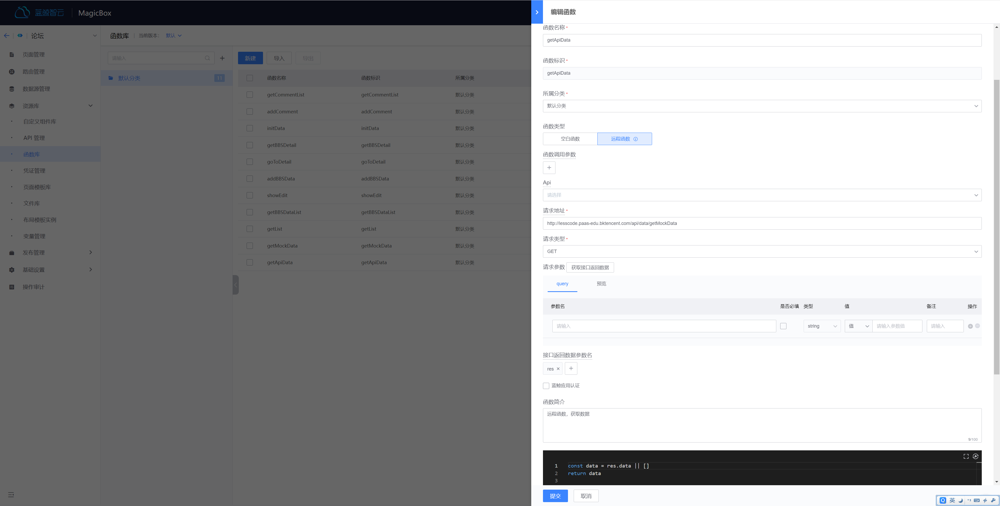 蓝鲸智云
MagicBox
论坛
页面管理
路由管理
数据源管理
资源库
自定义组件库
API 管理
函数库
凭证管理
页面模板库
文件库
布局模板实例
变量管理
发布管理
基础设置
操作审计
函数库 当前版本: 默认
请输入
默认分类 11
新建 导入 导出
函数名称 函数标识 所属分类
getCommentList getCommentList 默认分类
addComment addComment 默认分类
initData initData 默认分类
getBBSDetail getBBSDetail 默认分类
goToDetail goToDetail 默认分类
addBBSData addBBSData 默认分类
showEdit showEdit 默认分类
getBBSDataList getBBSDataList 默认分类
getList getList 默认分类
getMockData getMockData 默认分类
getApiData getApiData 默认分类
编辑函数
函数名称*
getApiData
函数标识*
getApiData
所属分类*
默认分类
函数类型
空白函数 远程函数
函数调用参数
Api
请选择
请求地址*
http://lesscode.paas-edu.bktencent.com/api/data/getMockData
请求类型*
GET
请求参数 获取接口返回数据
query 预览
参数名 是否必填 类型 值 备注 操作
请输入 string 值 请输入参数值 请输入
接口返回数据参数名
res
蓝鲸应用认证
函数简介
远程函数，获取数据
9/100
1 const data = res.data || []
2 return data
3
提交 取消
英